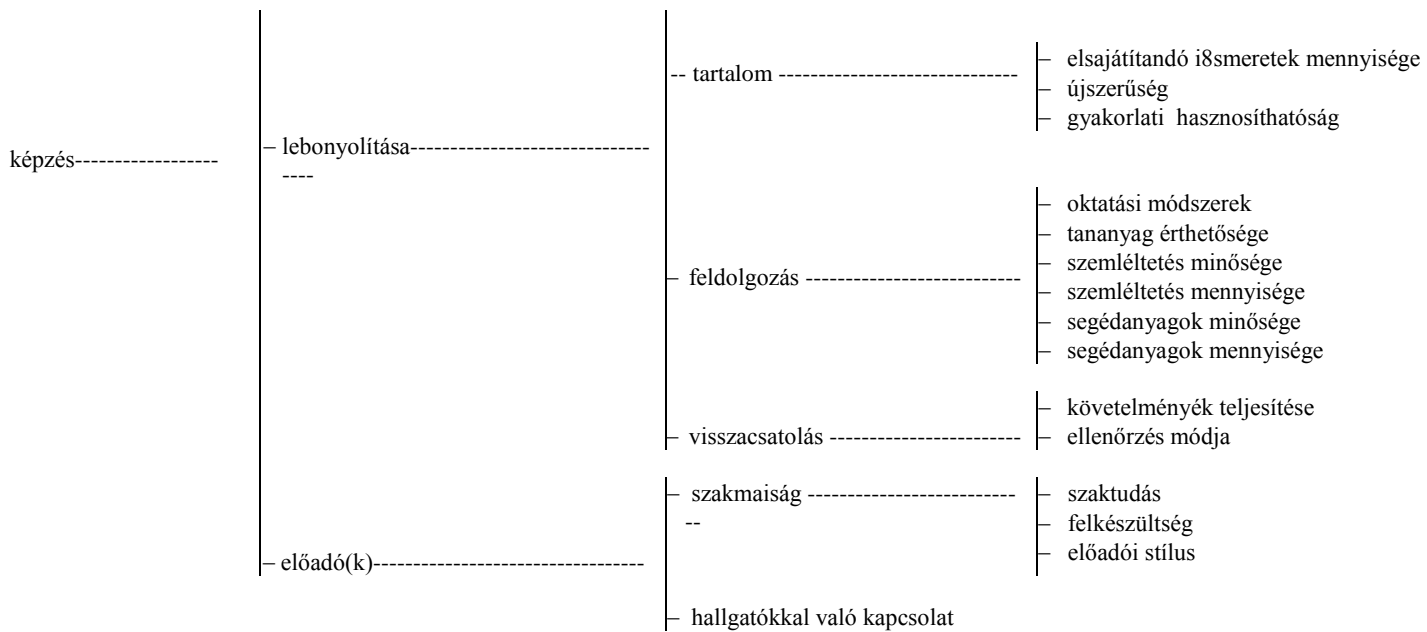 képzés------------------
– lebonyolítása------------------------------
----
-- tartalom ------------------------------
– elsajátítandó i8smeretek mennyisége
– újszerűség
– gyakorlati hasznosíthatóság
– feldolgozás ---------------------------
– oktatási módszerek
– tananyag érthetősége
– szemléltetés minősége
– szemléltetés mennyisége
– segédanyagok minősége
– segédanyagok mennyisége
– visszacsatolás ------------------------
– követelmények teljesítése
– ellenőrzés módja
– előadó(k)----------------------------------
– szakmaiság --------------------------
--
– szaktudás
– felkészültség
– előadói stílus
– hallgatókkal való kapcsolat